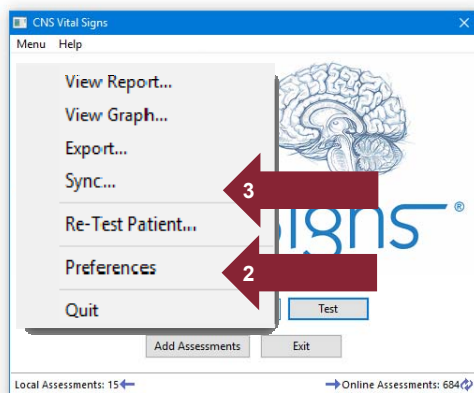 CNS Vital Signs
Menu Help
View Report...
View Graph...
Export...
Sync...
3
Re-Test Patient...
Signs®
Preferences
2
Quit
Test
Add Assessments Exit
Local Assessments: 15 Online Assessments: 684